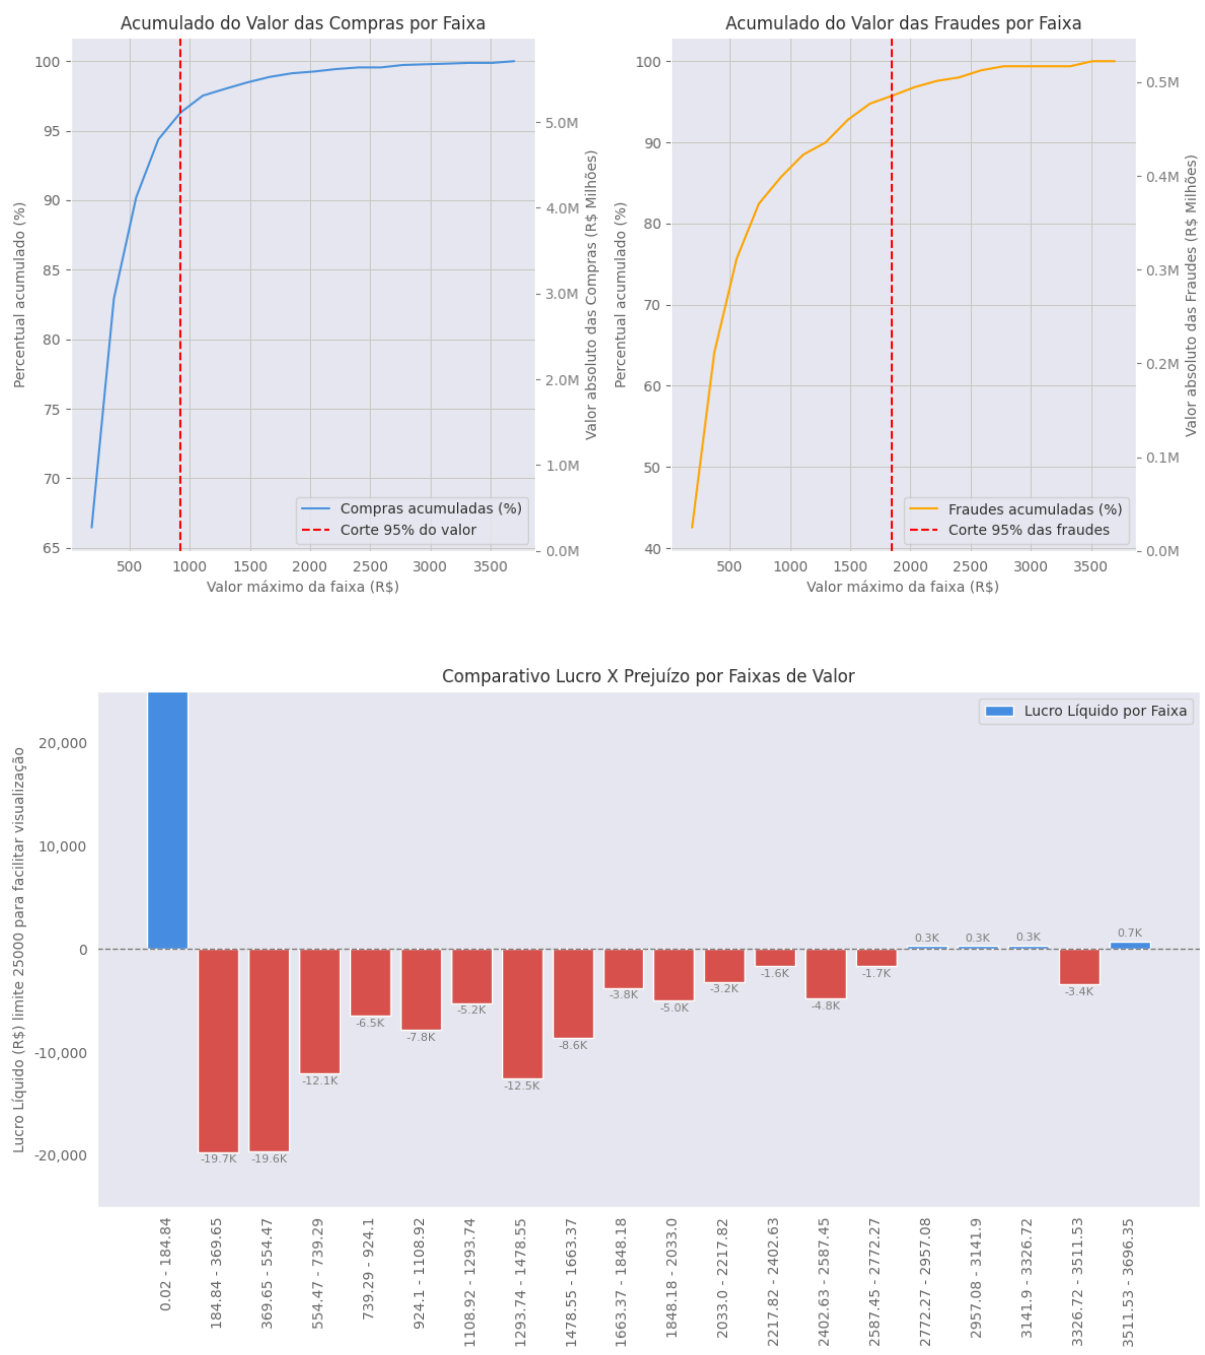 Acumulado do Valor das Compras por Faixa
Percentual acumulado (%)
100
95
90
85
80
75
70
65
5.0M
4.0M
3.0M
2.0M
1.0M
0.0M
Valor absoluto das Compras (R$ Milhões)
Compras acumuladas (%)
Corte 95% do valor
500 1000 1500 2000 2500 3000 3500
Valor máximo da faixa (R$)
Acumulado do Valor das Fraudes por Faixa
Percentual acumulado (%)
100
90
80
70
60
50
40
0.5M
0.4M
0.3M
0.2M
0.1M
0.0M
Valor absoluto das Fraudes (R$ Milhões)
Fraudes acumuladas (%)
Corte 95% das fraudes
500 1000 1500 2000 2500 3000 3500
Valor máximo da faixa (R$)
Comparativo Lucro X Prejuízo por Faixas de Valor
Lucro Líquido (R$) limite 25000 para facilitar visualização
Lucro Líquido por Faixa
20,000
10,000
0
-10,000
-20,000
-19.7K
-19.6K
-12.1K
-6.5K
-7.8K
-5.2K
-12.5K
-8.6K
-3.8K
-5.0K
-3.2K
-1.6K
-4.8K
-1.7K
0.3K
0.3K
0.3K
-3.4K
0.7K
0.02 - 184.84
184.84 - 369.65
369.65 - 554.47
554.47 - 739.29
739.29 - 924.1
924.1 - 1108.92
1108.92 - 1293.74
1293.74 - 1478.55
1478.55 - 1663.37
1663.37 - 1848.18
1848.18 - 2033.0
2033.0 - 2217.82
2217.82 - 2402.63
2402.63 - 2587.45
2587.45 - 2772.27
2772.27 - 2957.08
2957.08 - 3141.9
3141.9 - 3326.72
3326.72 - 3511.53
3511.53 - 3696.35